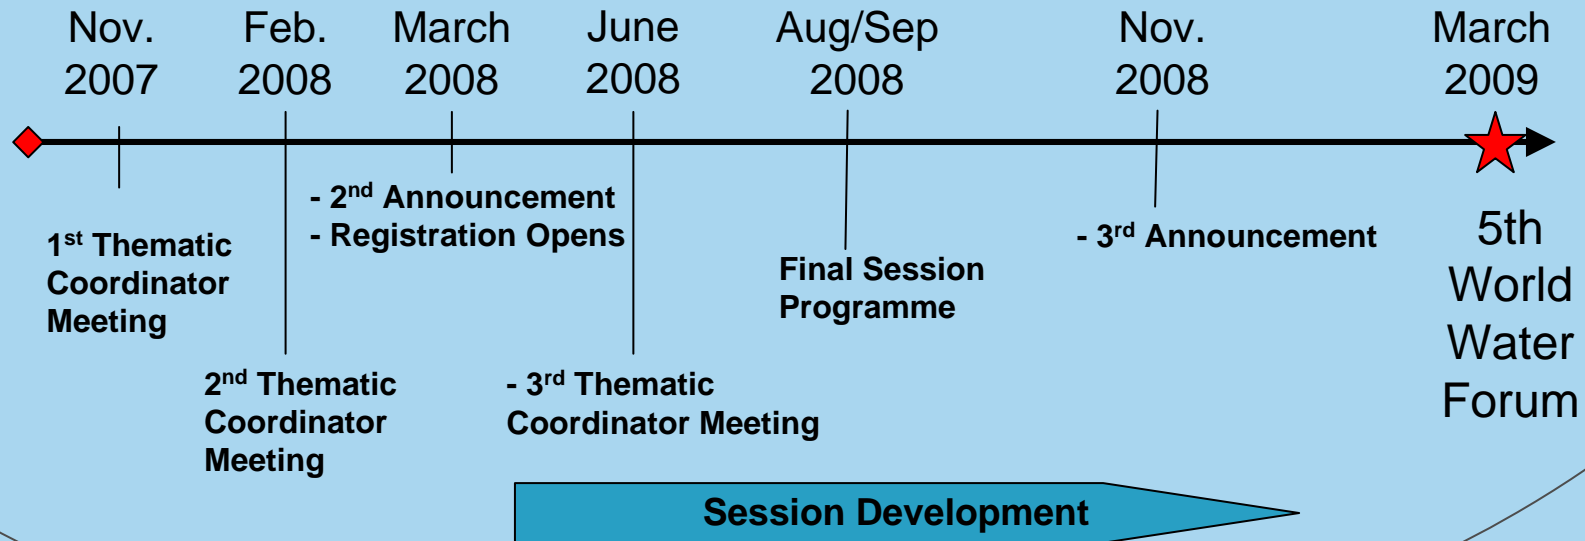 Nov.
2007
Feb.
2008
March
2008
June
2008
Aug/Sep
2008
Nov.
2008
March
2009
1st Thematic
Coordinator
Meeting
2nd Thematic
Coordinator
Meeting
- 2nd Announcement
- Registration Opens
- 3rd Thematic
Coordinator Meeting
Final Session
Programme
- 3rd Announcement
5th
World
Water
Forum
Session Development